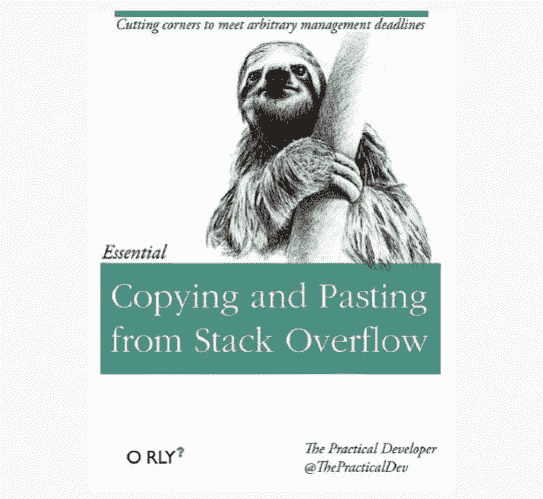 Cutting corners to meet arbitrary management deadlines
Essential
Copying and Pasting
from Stack Overflow
O RLY?
The Practical Developer
@ThePracticalDev